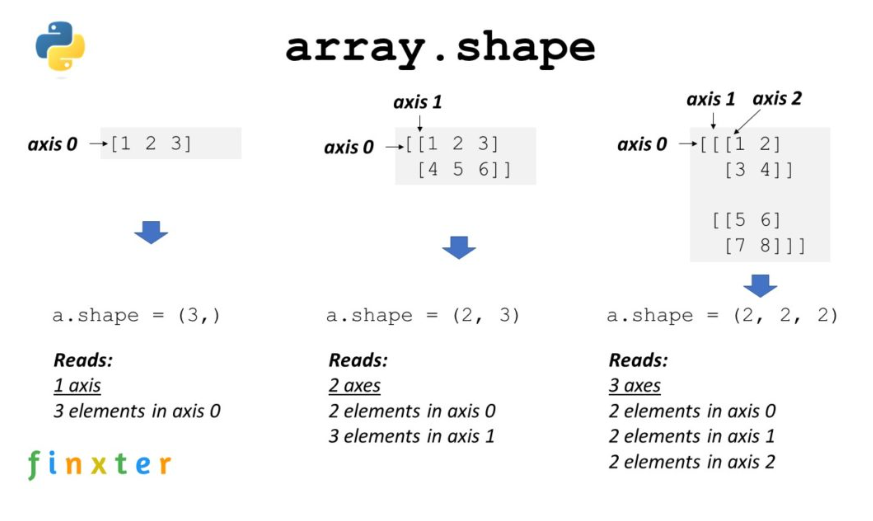 array.shape
axis 0
[1 2 3]
a.shape = (3,)
Reads:
1 axis
3 elements in axis 0
axis 1
axis 0
[[1 2 3]
[4 5 6]]
a.shape = (2, 3)
Reads:
2 axes
2 elements in axis 0
3 elements in axis 1
axis 1 axis 2
axis 0
[[[1 2]
[3 4]]
[[5 6]
[7 8]]]
a.shape = (2, 2, 2)
Reads:
3 axes
2 elements in axis 0
2 elements in axis 1
2 elements in axis 2
finxter